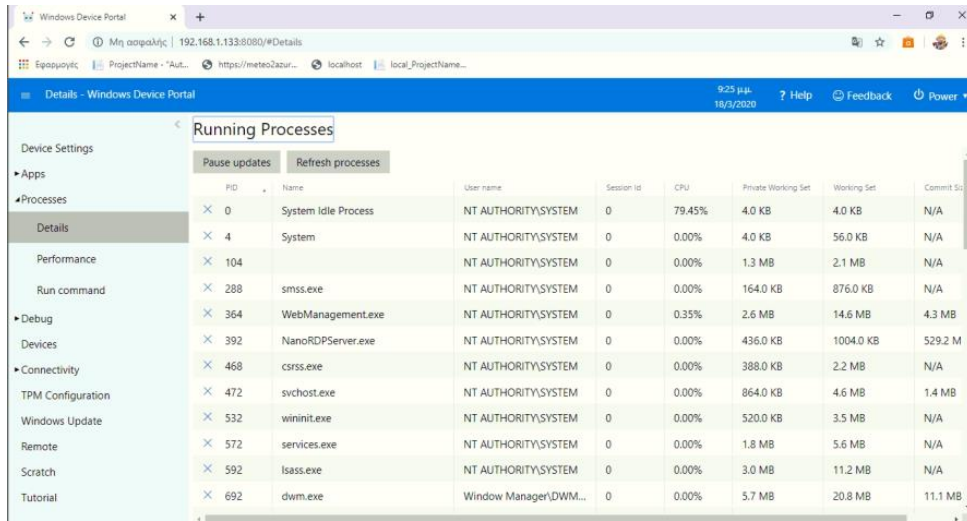 Windows Device Portal
Μη ασφαλής | 192.168.1.133:8080/#Details
Εφαρμογές ProjectName - "Aut... https://meteo2azur... localhost local_ProjectName...
Details - Windows Device Portal 9:25 μ.μ. 18/3/2020 ? Help Feedback Power
Running Processes
Pause updates Refresh processes
Device Settings
Apps
Processes
Details
Performance
Run command
Debug
Devices
Connectivity
TPM Configuration
Windows Update
Remote
Scratch
Tutorial
PID Name User name Session Id CPU Private Working Set Working Set Commit
0 System Idle Process NT AUTHORITY\SYSTEM 0 79.45% 4.0 KB 4.0 KB N/A
4 System NT AUTHORITY\SYSTEM 0 0.00% 4.0 KB 56.0 KB N/A
104 NT AUTHORITY\SYSTEM 0 0.00% 1.3 MB 2.1 MB N/A
288 smss.exe NT AUTHORITY\SYSTEM 0 0.00% 164.0 KB 876.0 KB N/A
364 WebManagement.exe NT AUTHORITY\SYSTEM 0 0.35% 2.6 MB 14.6 MB 4.3 MB
392 NanoRDPServer.exe NT AUTHORITY\SYSTEM 0 0.00% 436.0 KB 1004.0 KB 529.2 M
468 csrss.exe NT AUTHORITY\SYSTEM 0 0.00% 388.0 KB 2.2 MB N/A
472 svchost.exe NT AUTHORITY\SYSTEM 0 0.00% 864.0 KB 4.6 MB 1.4 MB
532 wininit.exe NT AUTHORITY\SYSTEM 0 0.00% 520.0 KB 3.5 MB N/A
572 services.exe NT AUTHORITY\SYSTEM 0 0.00% 1.8 MB 5.6 MB N/A
592 lsass.exe NT AUTHORITY\SYSTEM 0 0.00% 3.0 MB 11.2 MB N/A
692 dwm.exe Window Manager\DWM... 0 0.00% 5.7 MB 20.8 MB 11.1 MB